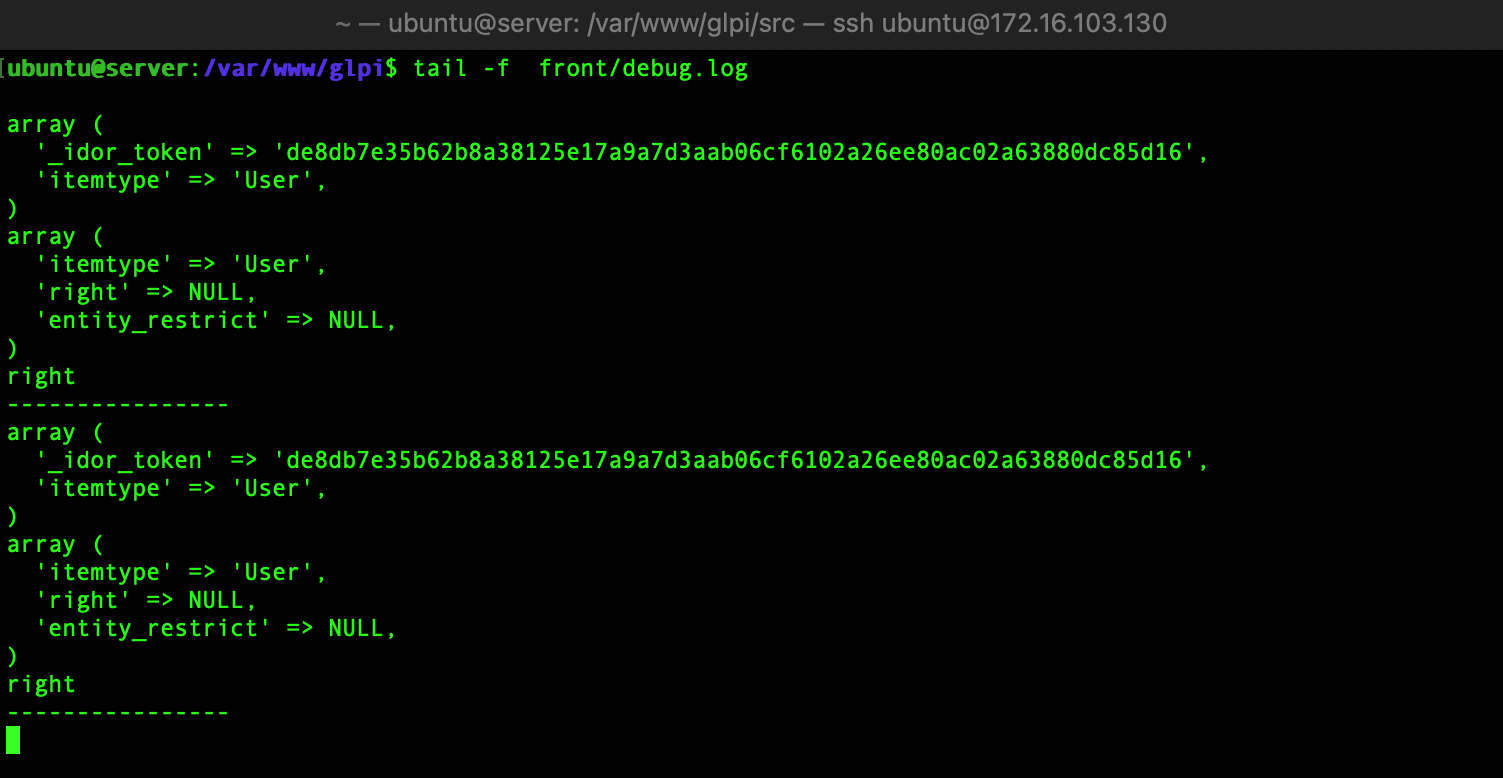 ~ — ubuntu@server: /var/www/glpi/src — ssh ubuntu@172.16.103.130
[ubuntu@server:/var/www/glpi$ tail -f  front/debug.log

array (
  '_idor_token' => 'de8db7e35b62b8a38125e17a9a7d3aab06cf6102a26ee80ac02a63880dc85d16',
  'itemtype' => 'User',
)
array (
  'itemtype' => 'User',
  'right' => NULL,
  'entity_restrict' => NULL,
)
right
----------------
array (
  '_idor_token' => 'de8db7e35b62b8a38125e17a9a7d3aab06cf6102a26ee80ac02a63880dc85d16',
  'itemtype' => 'User',
)
array (
  'itemtype' => 'User',
  'right' => NULL,
  'entity_restrict' => NULL,
)
right
----------------